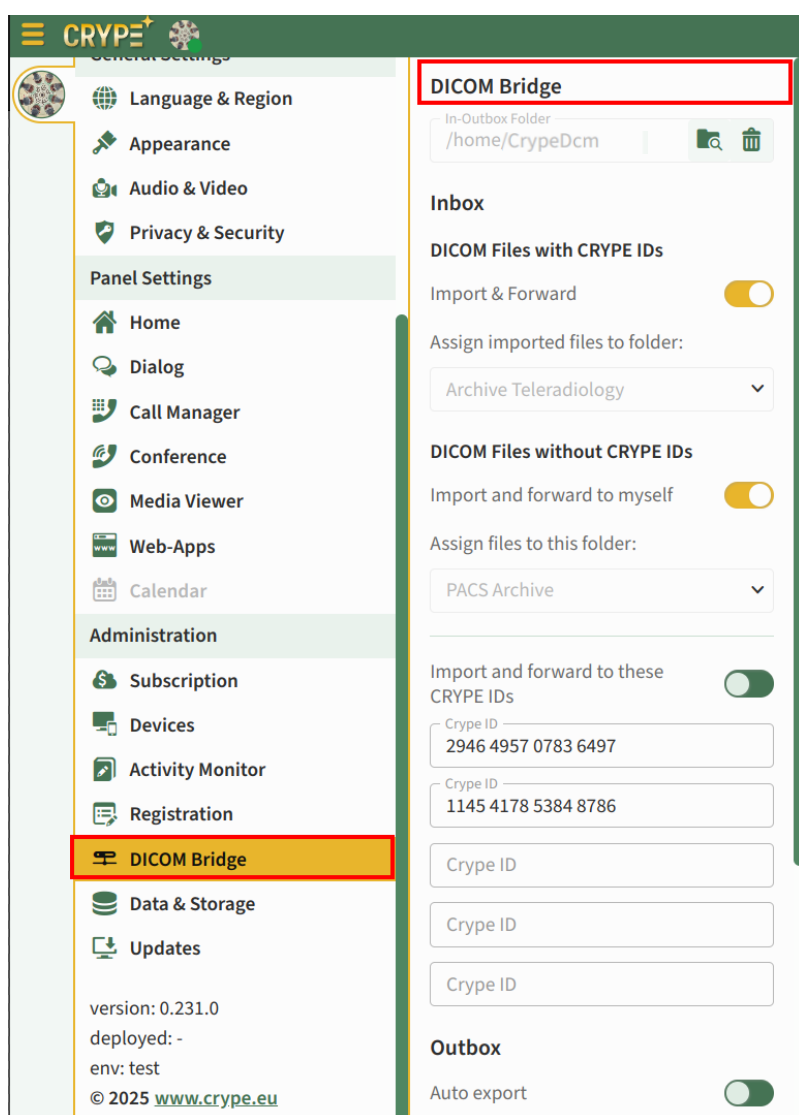 CRYPE
General Settings
Language & Region
Appearance
Audio & Video
Privacy & Security
Panel Settings
Home
Dialog
Call Manager
Conference
Media Viewer
www
Web-Apps
Calendar
Administration
Subscription
Devices
Activity Monitor
Registration
DICOM Bridge
Data & Storage
Updates
version: 0.231.0
deployed: -
env: test
© 2025 www.crype.eu
DICOM Bridge
In-Outbox Folder
/home/CrypeDcm
Inbox
DICOM Files with CRYPE IDs
Import & Forward
Assign imported files to folder:
Archive Teleradiology
DICOM Files without CRYPE IDs
Import and forward to myself
Assign files to this folder:
PACS Archive
Import and forward to these
CRYPE IDs
Crype ID
2946 4957 0783 6497
Crype ID
1145 4178 5384 8786
Crype ID
Crype ID
Crype ID
Outbox
Auto export